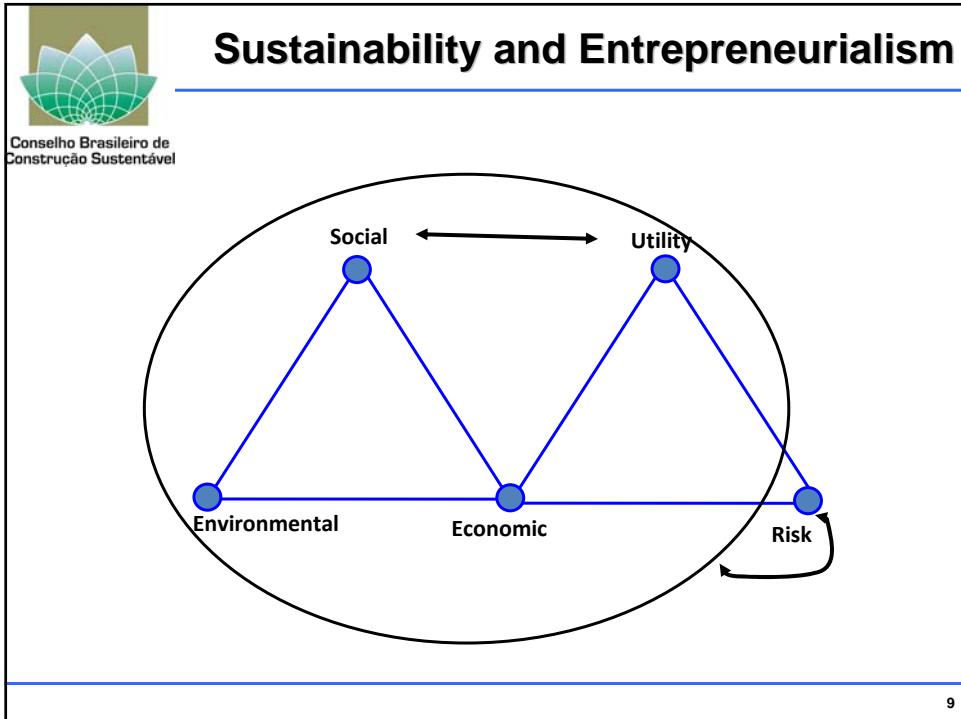 Sustainability and Entrepreneurialism
Conselho Brasileiro de
Construção Sustentável
Social
Utility
Environmental
Economic
Risk
9